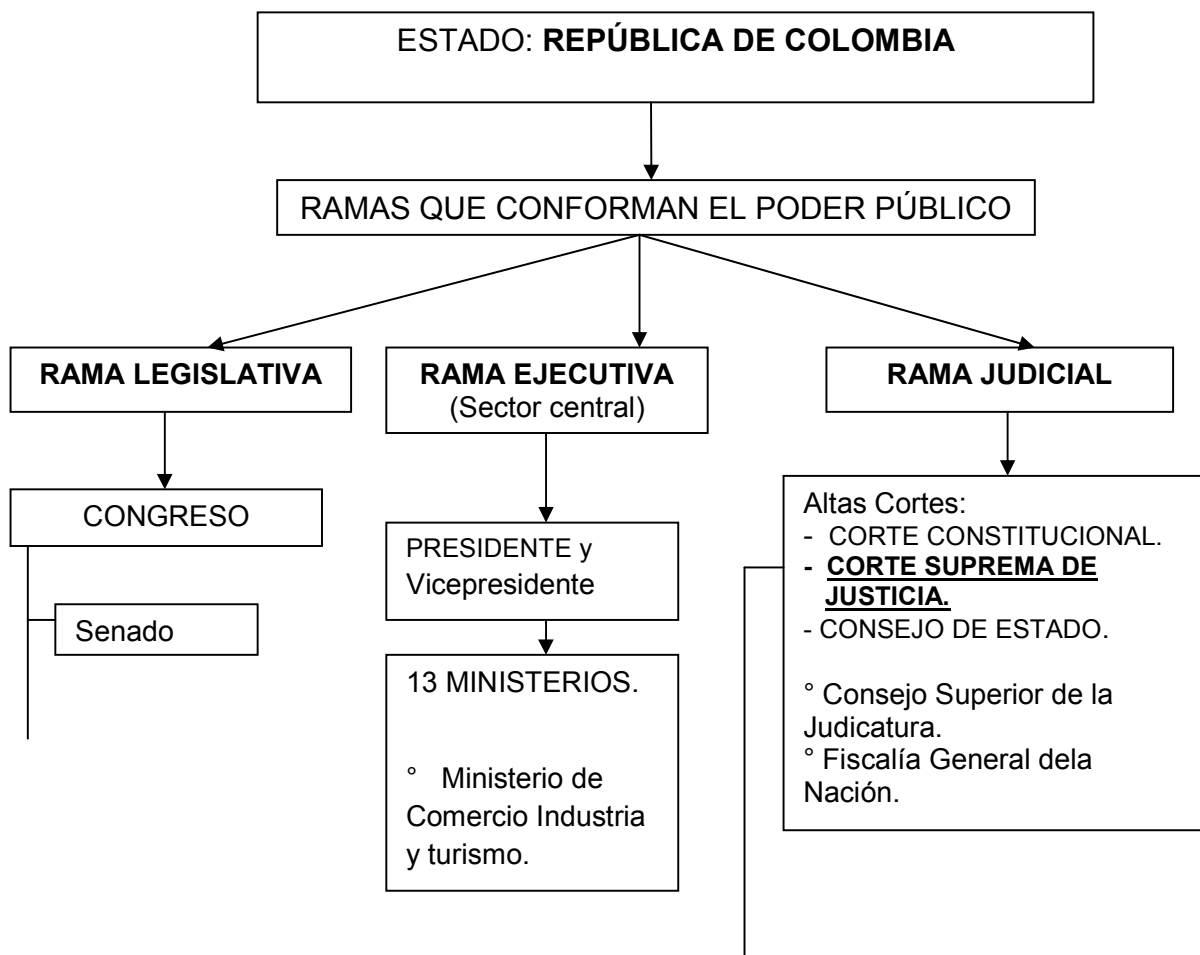 ESTADO: REPÚBLICA DE COLOMBIA
RAMAS QUE CONFORMAN EL PODER PÚBLICO
RAMA LEGISLATIVA
CONGRESO
Senado
RAMA EJECUTIVA
(Sector central)
PRESIDENTE y
Vicepresidente
13 MINISTERIOS.
° Ministerio de
Comercio Industria
y turismo.
RAMA JUDICIAL
Altas Cortes:
- CORTE CONSTITUCIONAL.
- CORTE SUPREMA DE
JUSTICIA.
- CONSEJO DE ESTADO.
° Consejo Superior de la
Judicatura.
° Fiscalía General dela
Nación.